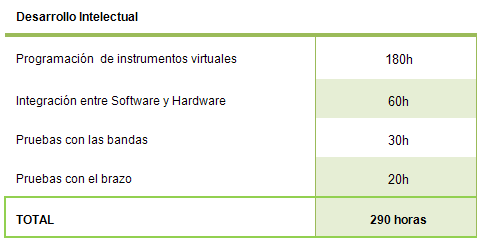 Desarrollo Intelectual
Programación de instrumentos virtuales 180h
Integración entre Software y Hardware 60h
Pruebas con las bandas 30h
Pruebas con el brazo 20h
TOTAL 290 horas